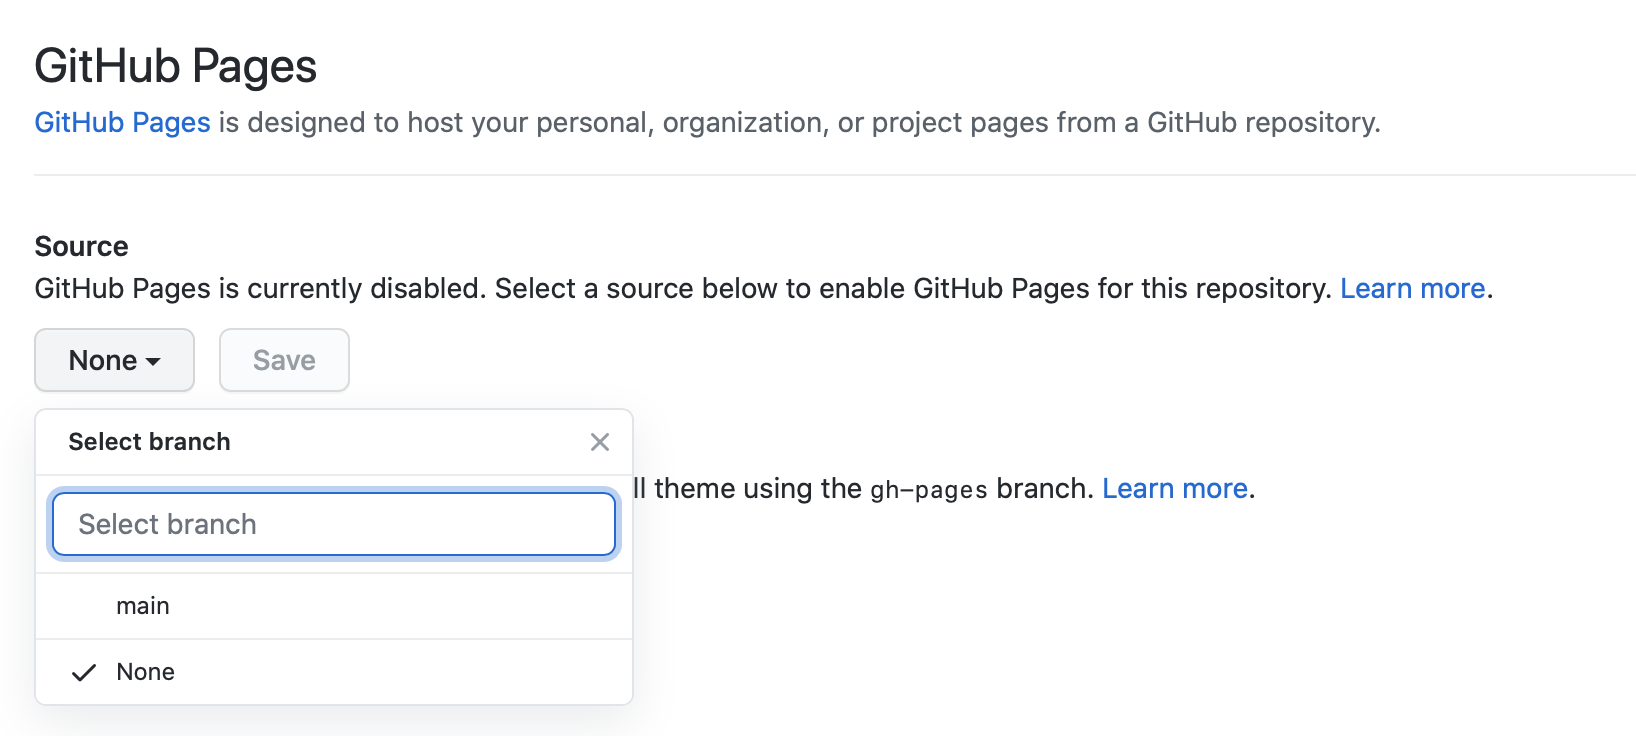 GitHub Pages
GitHub Pages is designed to host your personal, organization, or project pages from a GitHub repository.
Source
GitHub Pages is currently disabled. Select a source below to enable GitHub Pages for this repository. Learn more.
None Save
Select branch
theme using the gh-pages branch. Learn more.
Select branch
main
None